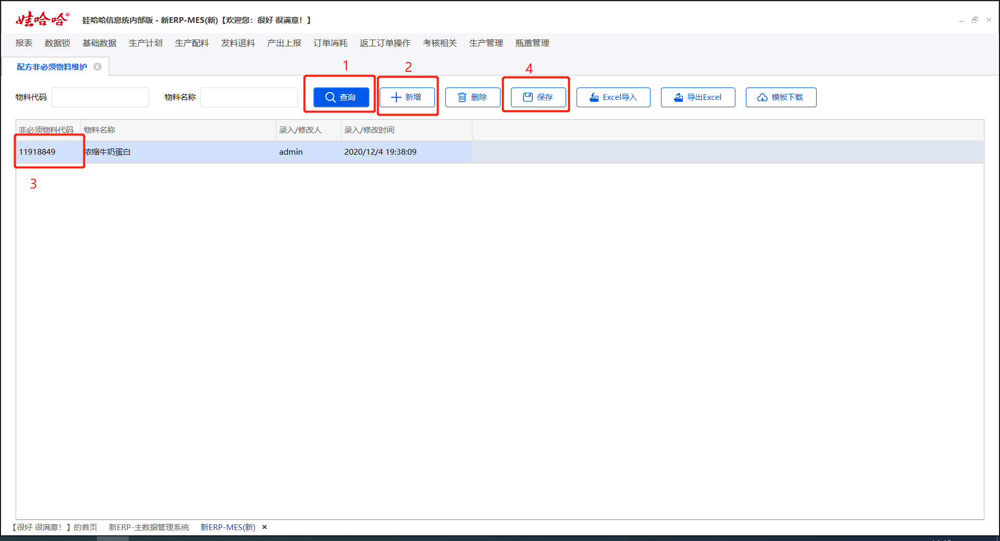 娃哈哈®
娃哈哈信息统内部版 - 新ERP-MES(新)【欢迎您：很好 很满意！】
报表 数据锁 基础数据 生产计划 生产配料 发料退料 产出上报 订单消耗 返工订单操作 考核相关 生产管理 瓶盖管理
配方非必须物料维护
1 2 4
物料代码 物料名称 查询 新增 删除 保存 Excel导入 导出Excel 模板下载
非必须物料代码 物料名称 录入/修改人 录入/修改时间
11918849 浓缩牛奶蛋白 admin 2020/12/4 19:38:09
3
【很好 很满意！】的首页 新ERP-主数据管理系统 新ERP-MES(新) ×